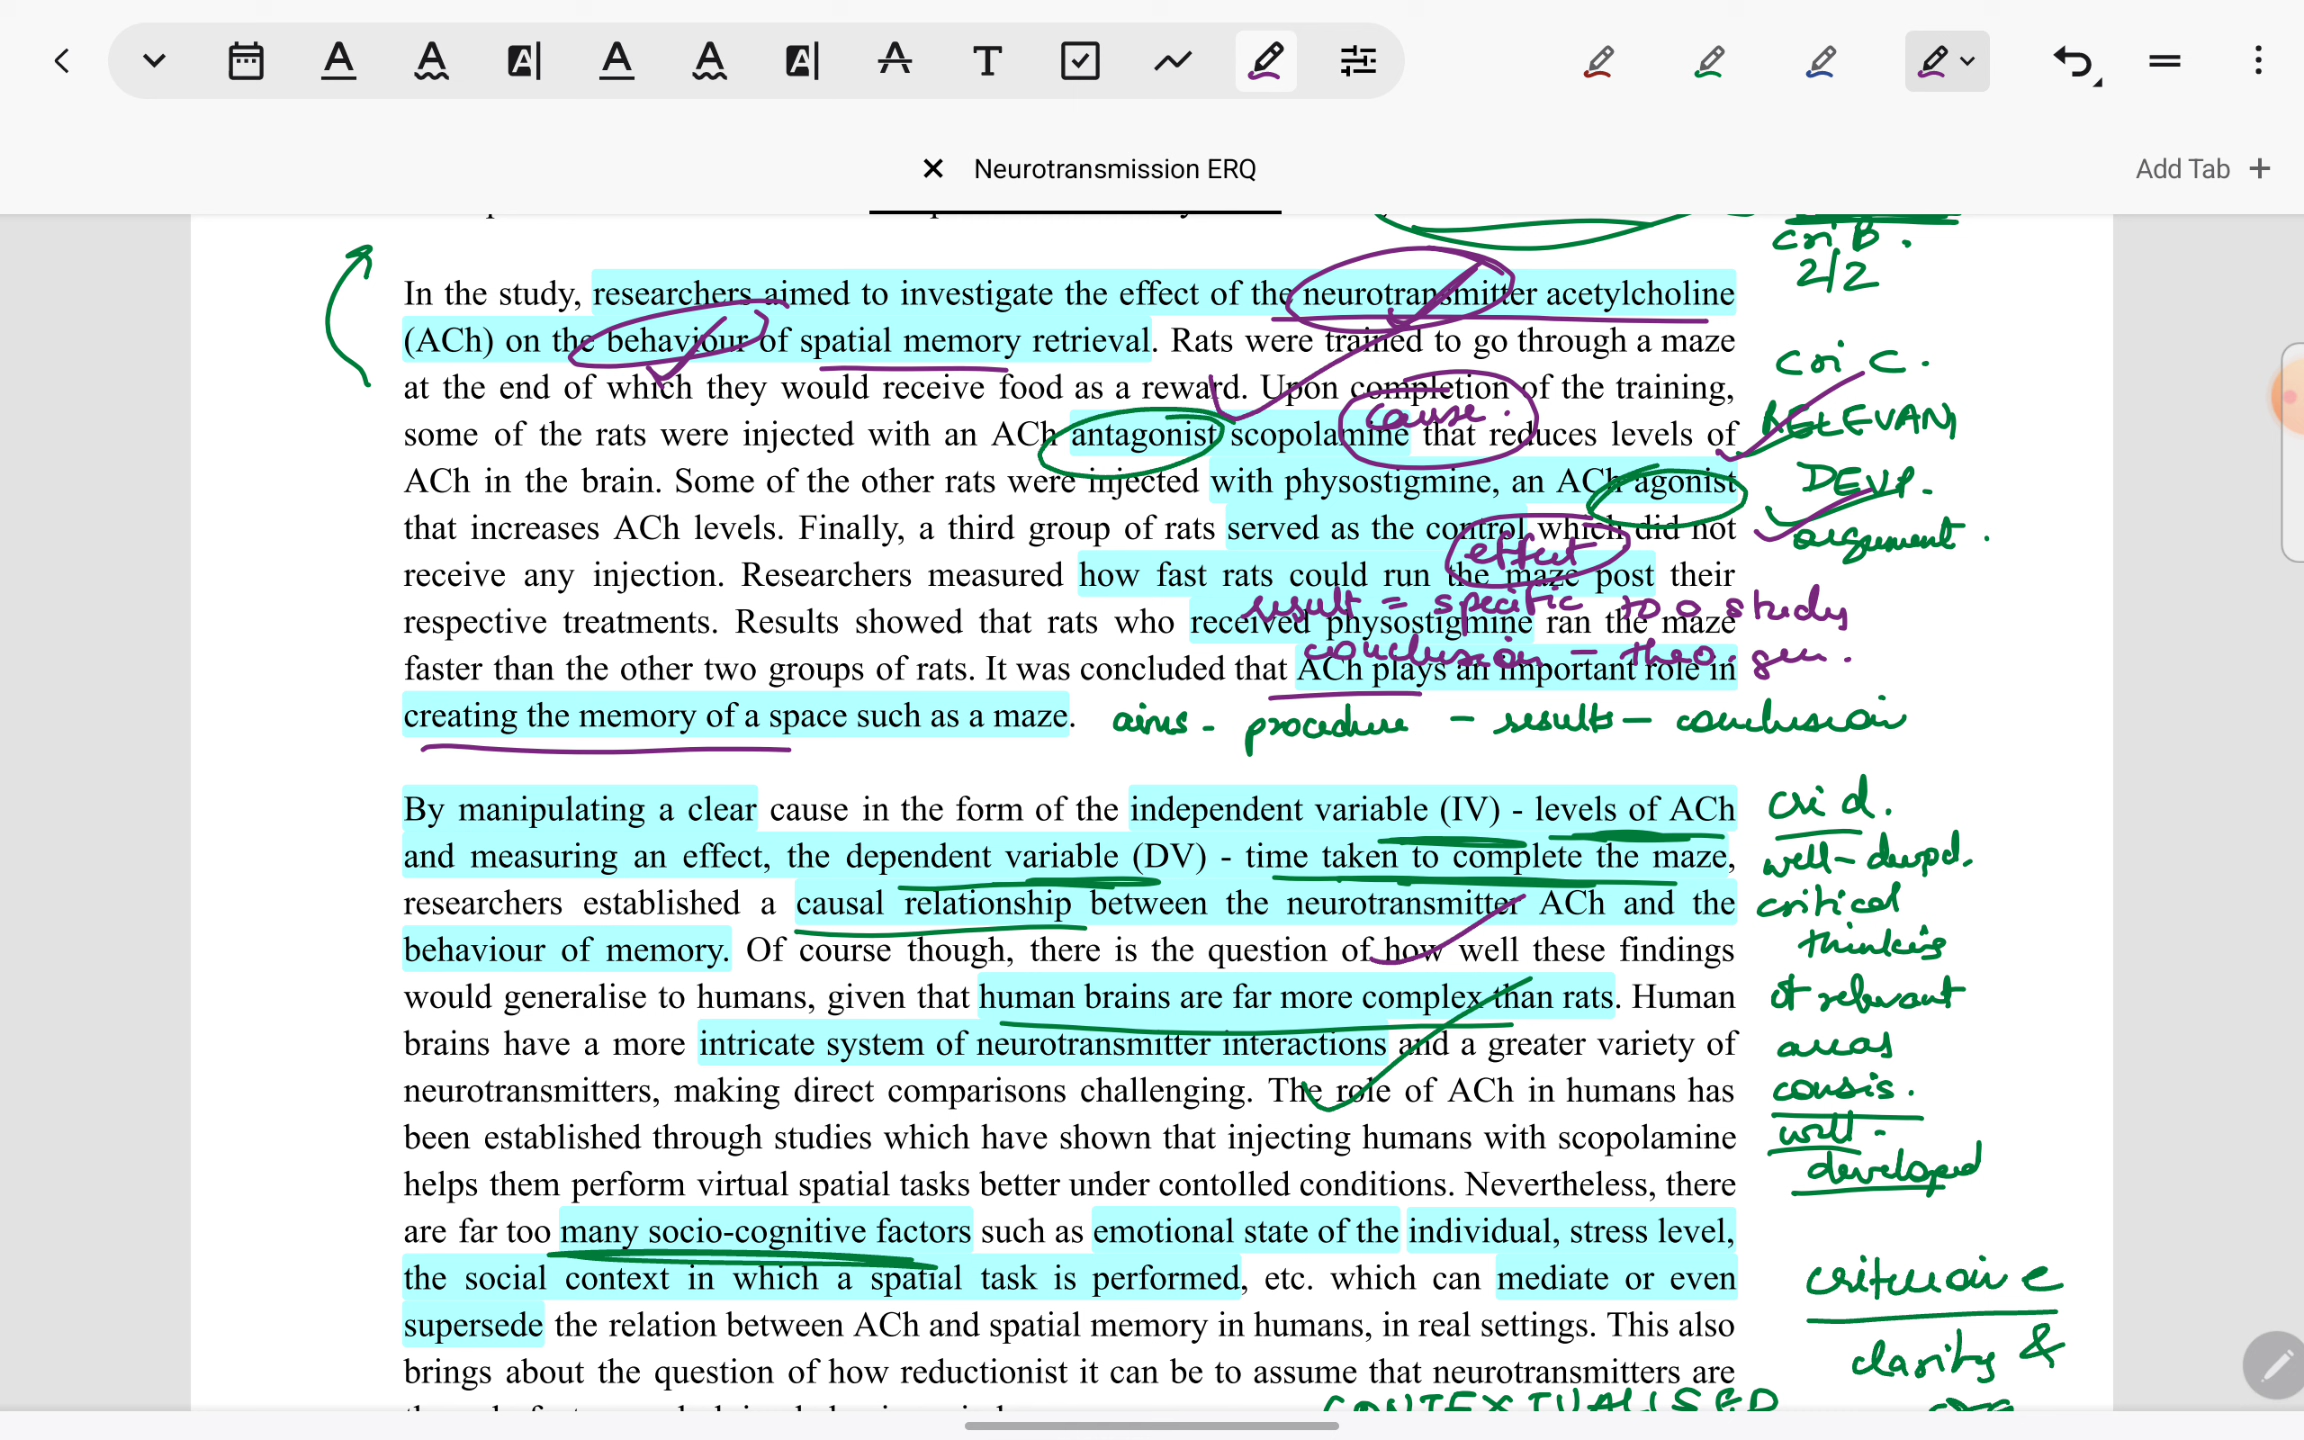 Neurotransmission ERQ
Add Tab +
cri B.
2/2
In the study, researchers aimed to investigate the effect of the neurotransmitter acetylcholine
(ACh) on the behaviour of spatial memory retrieval. Rats were trained to go through a maze
cri C.
at the end of which they would receive food as a reward. Upon completion of the training,
cause.
RELEVAN
some of the rats were injected with an ACh antagonist scopolamine that reduces levels of
ACh in the brain. Some of the other rats were injected with physostigmine, an ACh agonist
DEVP.
that increases ACh levels. Finally, a third group of rats served as the control which did not
argument.
effect
receive any injection. Researchers measured how fast rats could run the maze post their
result = specific to study
respective treatments. Results showed that rats who received physostigmine ran the maze
conclusion - theo. gen.
faster than the other two groups of rats. It was concluded that ACh plays an important role in
creating the memory of a space such as a maze.
aims - procedure - results - conclusion
cri d.
By manipulating a clear cause in the form of the independent variable (IV) - levels of ACh
well-devpd.
and measuring an effect, the dependent variable (DV) - time taken to complete the maze,
critical
researchers established a causal relationship between the neurotransmitter ACh and the
thinking
behaviour of memory. Of course though, there is the question of how well these findings
of relevant
would generalise to humans, given that human brains are far more complex than rats. Human
areas
brains have a more intricate system of neurotransmitter interactions and a greater variety of
consis.
neurotransmitters, making direct comparisons challenging. The role of ACh in humans has
well-
been established through studies which have shown that injecting humans with scopolamine
developed
helps them perform virtual spatial tasks better under contolled conditions. Nevertheless, there
are far too many socio-cognitive factors such as emotional state of the individual, stress level,
criterion e
the social context in which a spatial task is performed, etc. which can mediate or even
supersede the relation between ACh and spatial memory in humans, in real settings. This also
clarity &
brings about the question of how reductionist it can be to assume that neurotransmitters are
CONTEXTUALISED